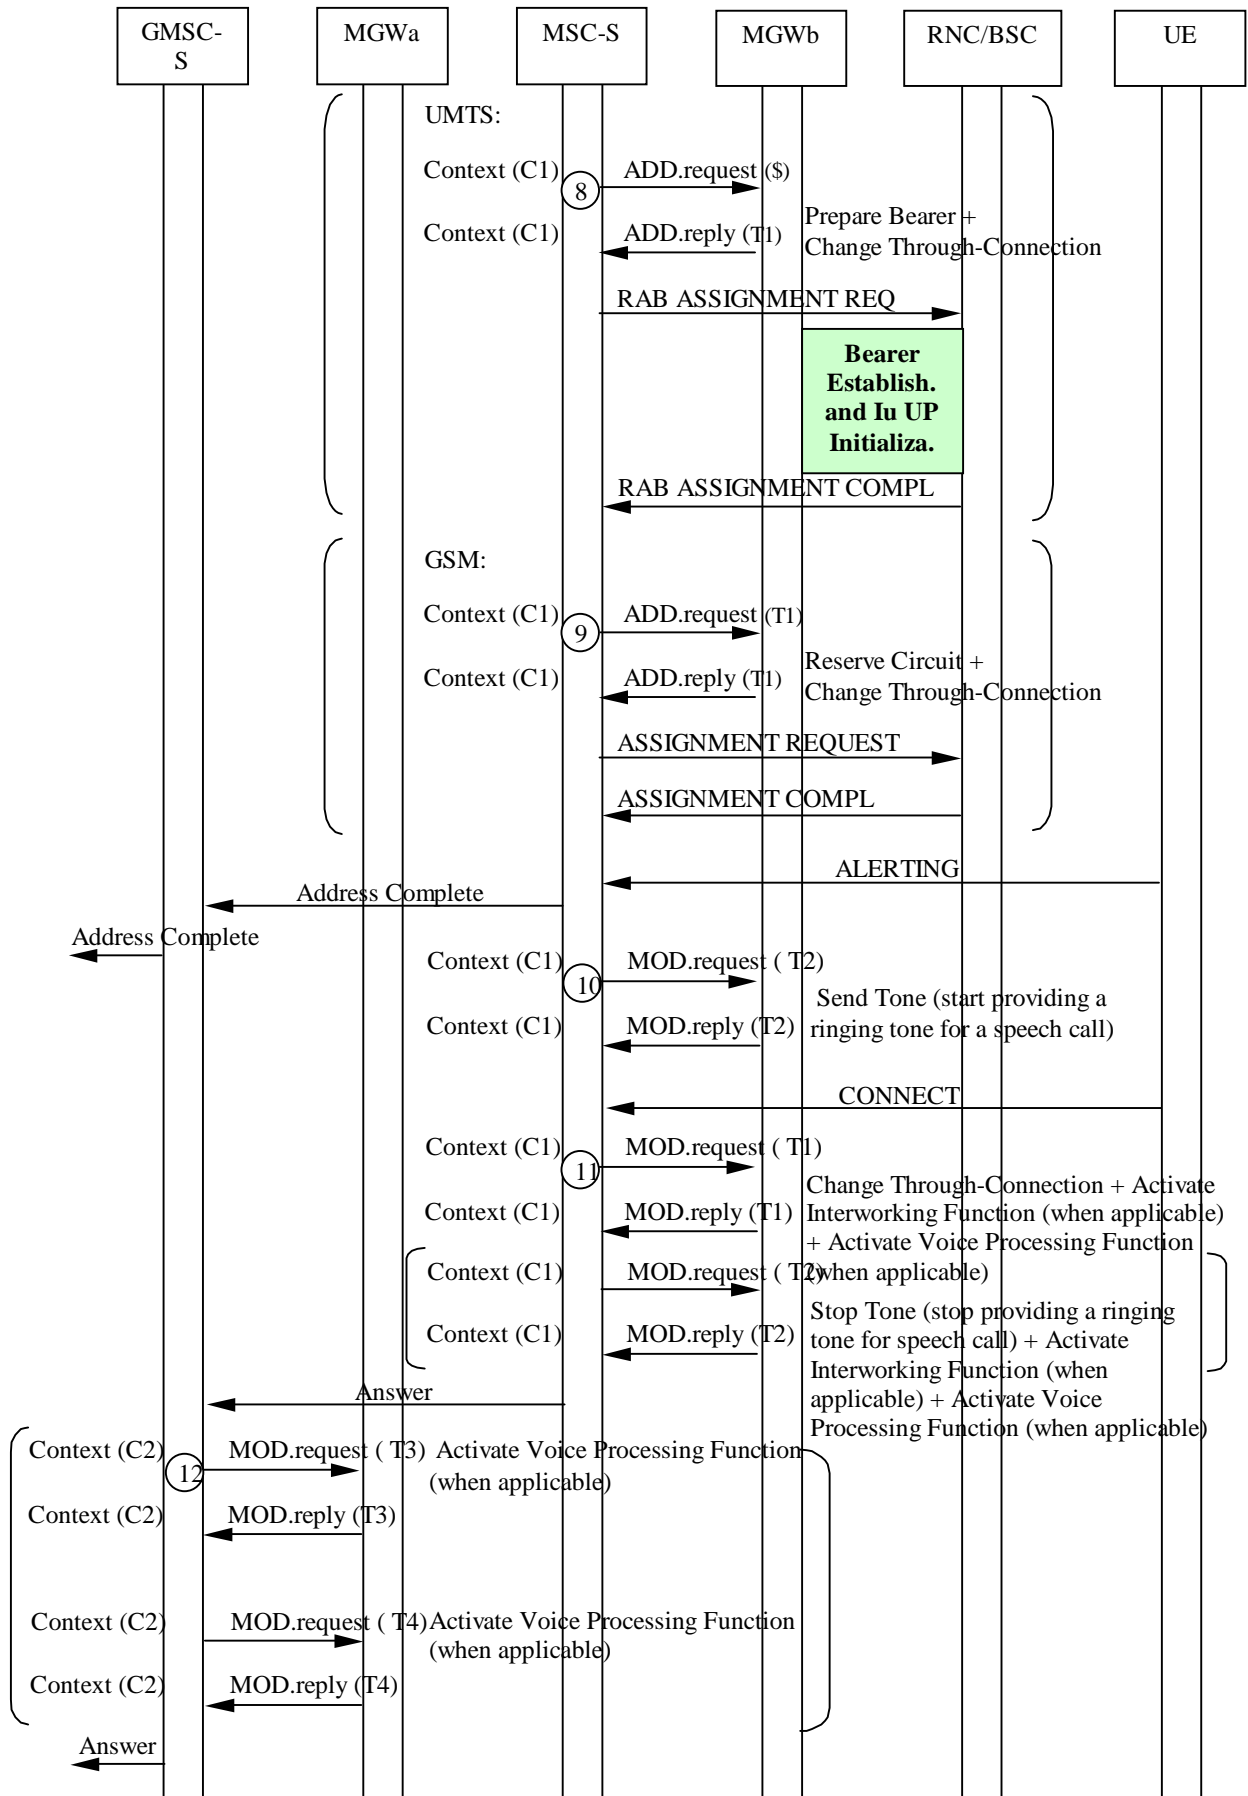 GMSC-
S
MGWa
MSC-S
MGWb
RNC/BSC
UE
UMTS:
Context (C1)
8
ADD.request ($)
Context (C1)
ADD.reply (T1)
Prepare Bearer +
Change Through-Connection
RAB ASSIGNMENT REQ
Bearer
Establish.
and Iu UP
Initializa.
RAB ASSIGNMENT COMPL
GSM:
Context (C1)
9
ADD.request (T1)
Context (C1)
ADD.reply (T1)
Reserve Circuit +
Change Through-Connection
ASSIGNMENT REQUEST
ASSIGNMENT COMPL
ALERTING
Address Complete
Address Complete
Context (C1)
10
MOD.request ( T2)
Context (C1)
MOD.reply (T2)
Send Tone (start providing a
ringing tone for a speech call)
CONNECT
Context (C1)
11
MOD.request ( T1)
Context (C1)
MOD.reply (T1)
Change Through-Connection + Activate
Interworking Function (when applicable)
+ Activate Voice Processing Function
(when applicable)
Context (C1)
MOD.request ( T2)
Context (C1)
MOD.reply (T2)
Stop Tone (stop providing a ringing
tone for speech call) + Activate
Interworking Function (when
applicable) + Activate Voice
Processing Function (when applicable)
Answer
Context (C2)
12
MOD.request ( T3)
Activate Voice Processing Function
(when applicable)
Context (C2)
MOD.reply (T3)
Context (C2)
MOD.request ( T4)
Activate Voice Processing Function
(when applicable)
Context (C2)
MOD.reply (T4)
Answer